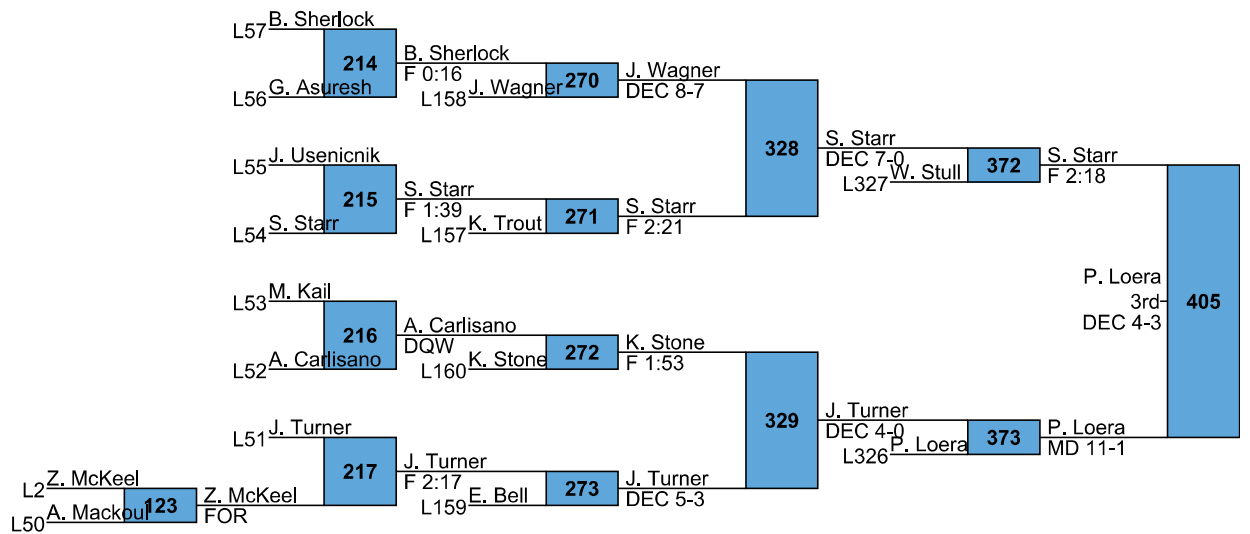 L57
B. Sherlock
214
L56
G. Asuresh
B. Sherlock
F 0:16
270
L158
J. Wagner
J. Wagner
DEC 8-7
L55
J. Usenicnik
215
L54
S. Starr
S. Starr
F 1:39
271
L157
K. Trout
S. Starr
F 2:21
328
S. Starr
DEC 7-0
372
L327
W. Stull
S. Starr
F 2:18
L53
M. Kail
216
L52
A. Carlisano
A. Carlisano
DQW
272
L160
K. Stone
K. Stone
F 1:53
L51
J. Turner
217
L2
Z. McKeel
123
L50
A. Mackoul
Z. McKeel
FOR
J. Turner
F 2:17
273
L159
E. Bell
J. Turner
DEC 5-3
329
J. Turner
DEC 4-0
373
L326
P. Loera
P. Loera
MD 11-1
P. Loera
3rd
DEC 4-3
405